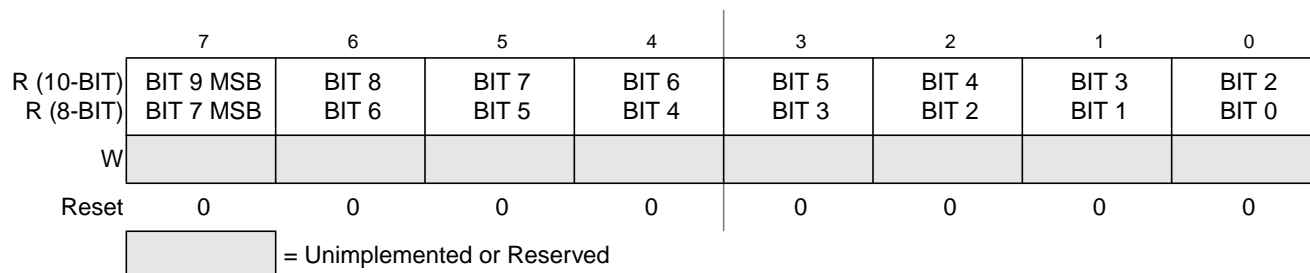 7 6 5 4 3 2 1 0
R (10-BIT) BIT 9 MSB BIT 8 BIT 7 BIT 6 BIT 5 BIT 4 BIT 3 BIT 2
R (8-BIT) BIT 7 MSB BIT 6 BIT 5 BIT 4 BIT 3 BIT 2 BIT 1 BIT 0
W
Reset 0 0 0 0 0 0 0 0
= Unimplemented or Reserved